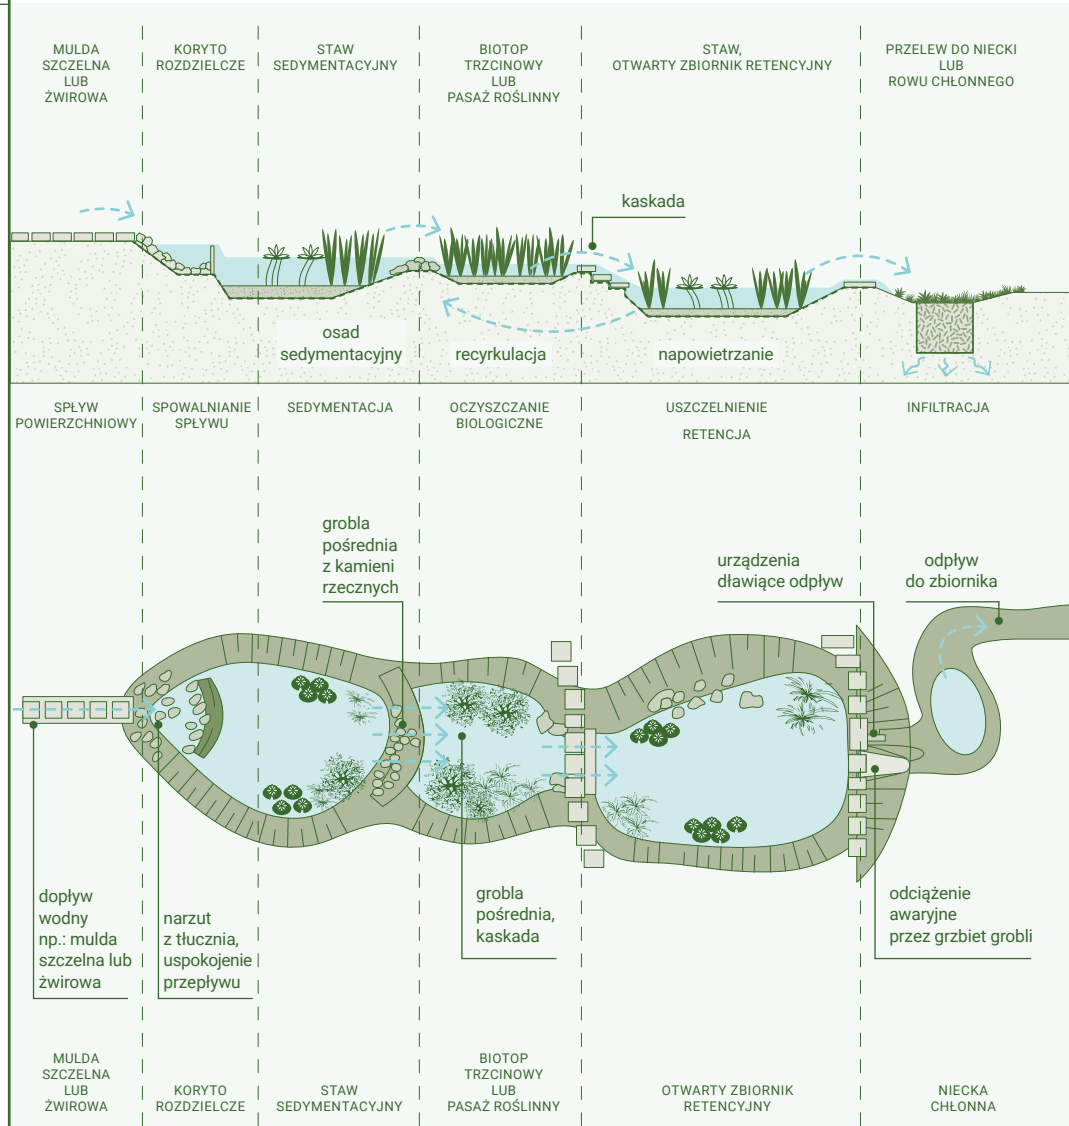 MULDA
SZCZELNA
LUB
ŻWIROWA
KORYTO
ROZDZIELCZE
STAW
SEDYMENTACYJNY
BIOTOP
TRZCINOWY
LUB
PASAŻ ROŚLINNY
STAW,
OTWARTY ZBIORNIK RETENCYJNY
PRZELEW DO NIECKI
LUB
ROWU CHŁONNEGO
kaskada
osad
sedymentacyjny
recyrkulacja
napowietrzanie
SPŁYW
POWIERZCHNIOWY
SPOWALNIANIE
SPŁYWU
SEDYMENTACJA
OCZYSZCZANIE
BIOLOGICZNE
USZCZELNIENIE
RETENCJA
INFILTRACJA
grobla
pośrednia
z kamieni
rzecznych
urządzenia
dławiące odpływ
odpływ
do zbiornika
dopływ
wodny
np.: mulda
szczelna lub
żwirowa
narzut
z tłucznia,
uspokojenie
przepływu
grobla
pośrednia,
kaskada
odciążenie
awaryjne
przez grzbiet grobli
MULDA
SZCZELNA
LUB
ŻWIROWA
KORYTO
ROZDZIELCZE
STAW
SEDYMENTACYJNY
BIOTOP
TRZCINOWY
LUB
PASAŻ ROŚLINNY
OTWARTY ZBIORNIK
RETENCYJNY
NIECKA
CHŁONNA